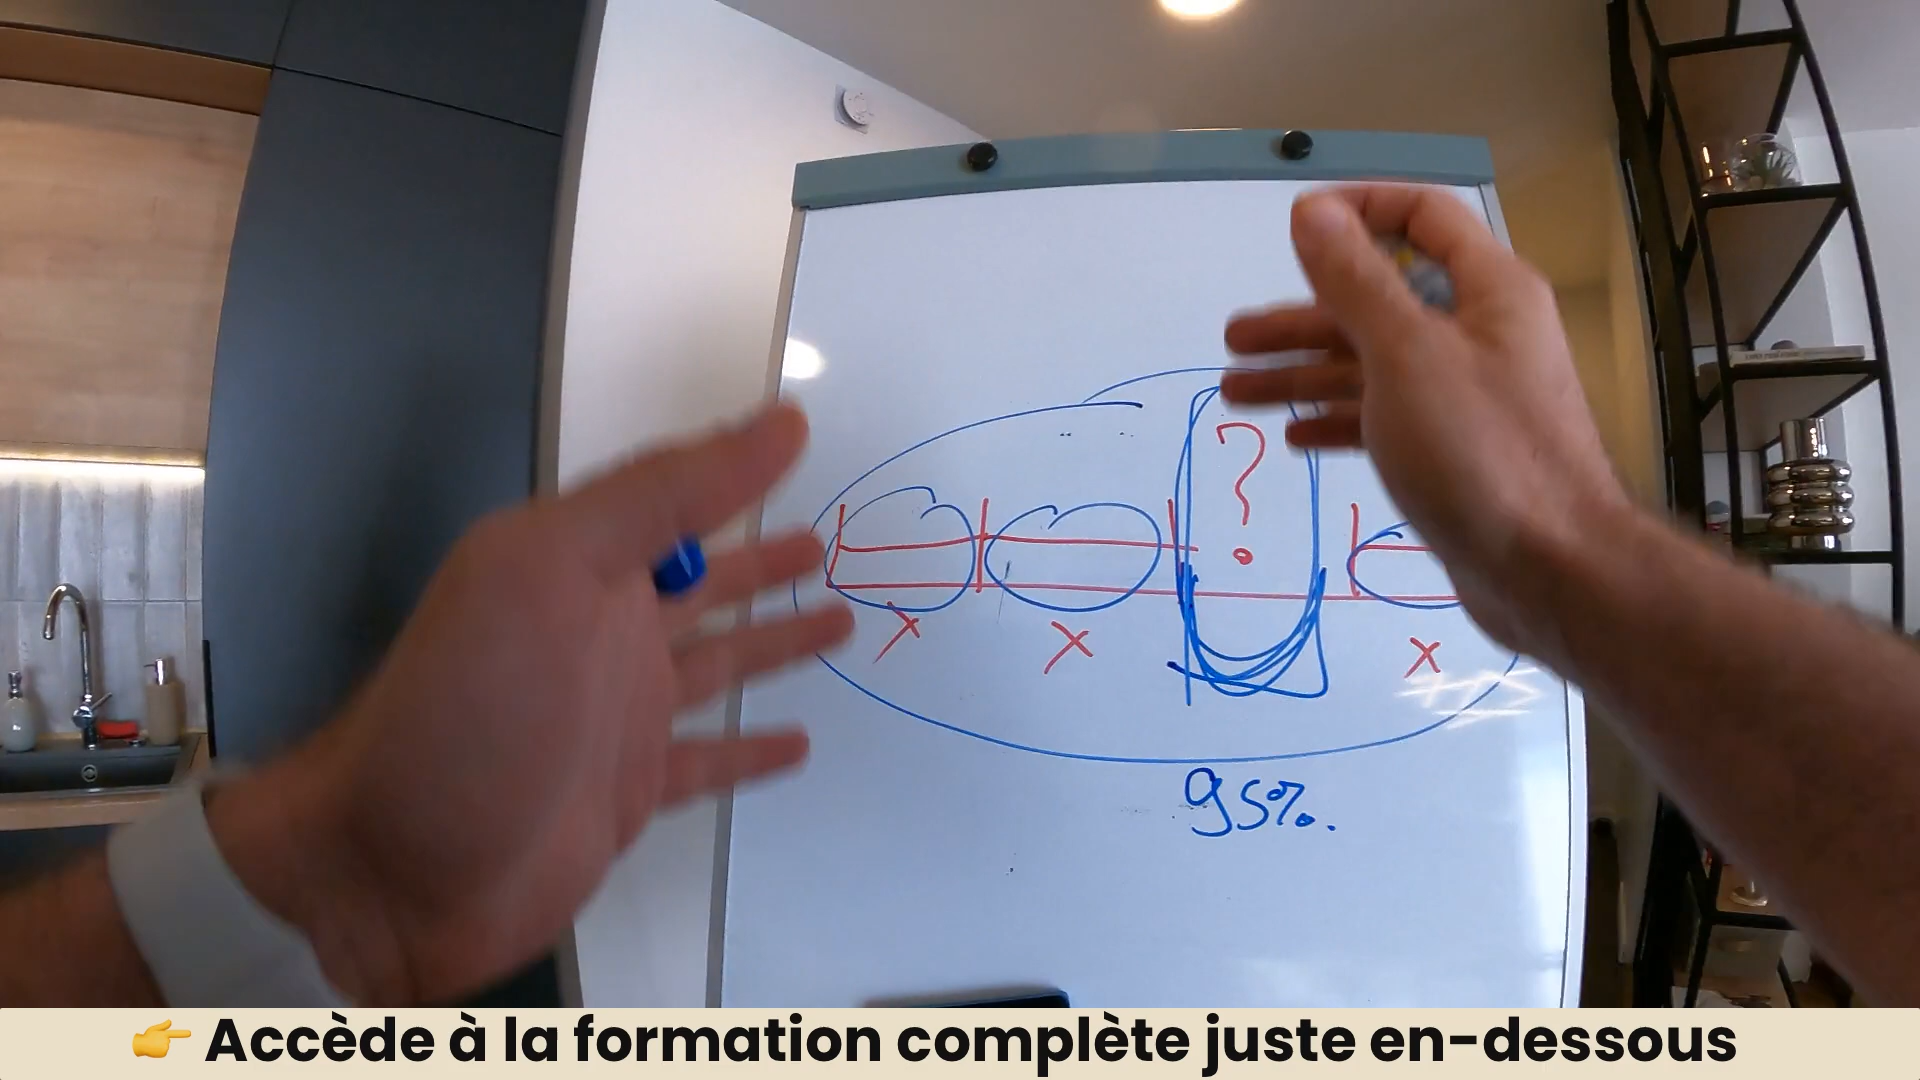 ?
x x x
95%.
👉 Accède à la formation complète juste en-dessous